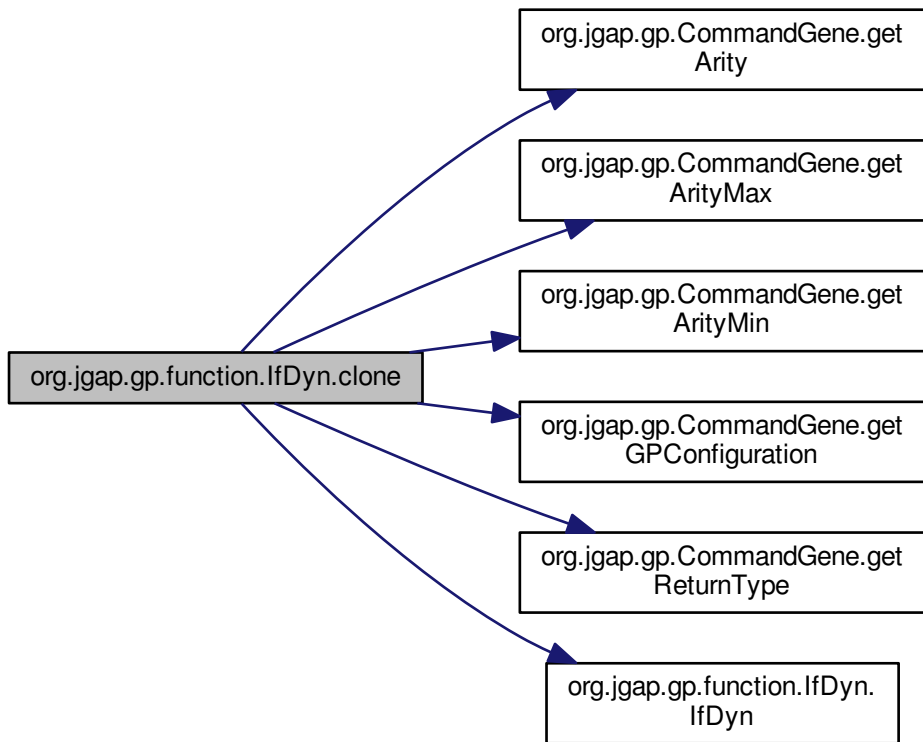 org.jgap.gp.CommandGene.get
Arity
org.jgap.gp.CommandGene.get
ArityMax
org.jgap.gp.CommandGene.get
ArityMin
org.jgap.gp.function.IfDyn.clone
org.jgap.gp.CommandGene.get
GPConfiguration
org.jgap.gp.CommandGene.get
ReturnType
org.jgap.gp.function.IfDyn.
IfDyn